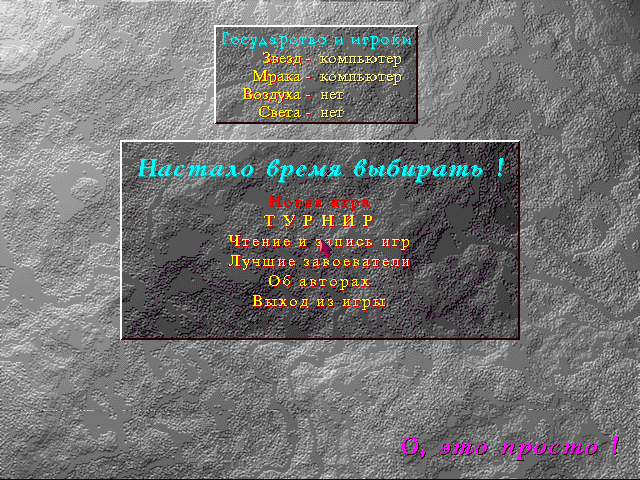 Государство и игроки
Звезд - компьютер
Мрака - компьютер
Воздуха - нет
Света - нет
Настахо время выбирать !
Новая игра
Т У Р Н И Р
Чтение и запись игр
Лучшие завоеватели
Об авторах
Выход из игры
О, это просто !